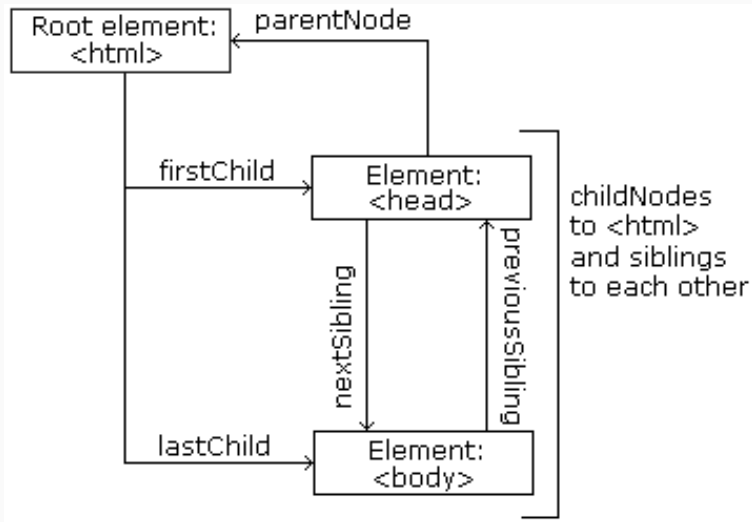 Root element:
<html>
parentNode
firstChild
Element:
<head>
childNodes
to <html>
and siblings
to each other
nextSibling
previousSibling
lastChild
Element:
<body>